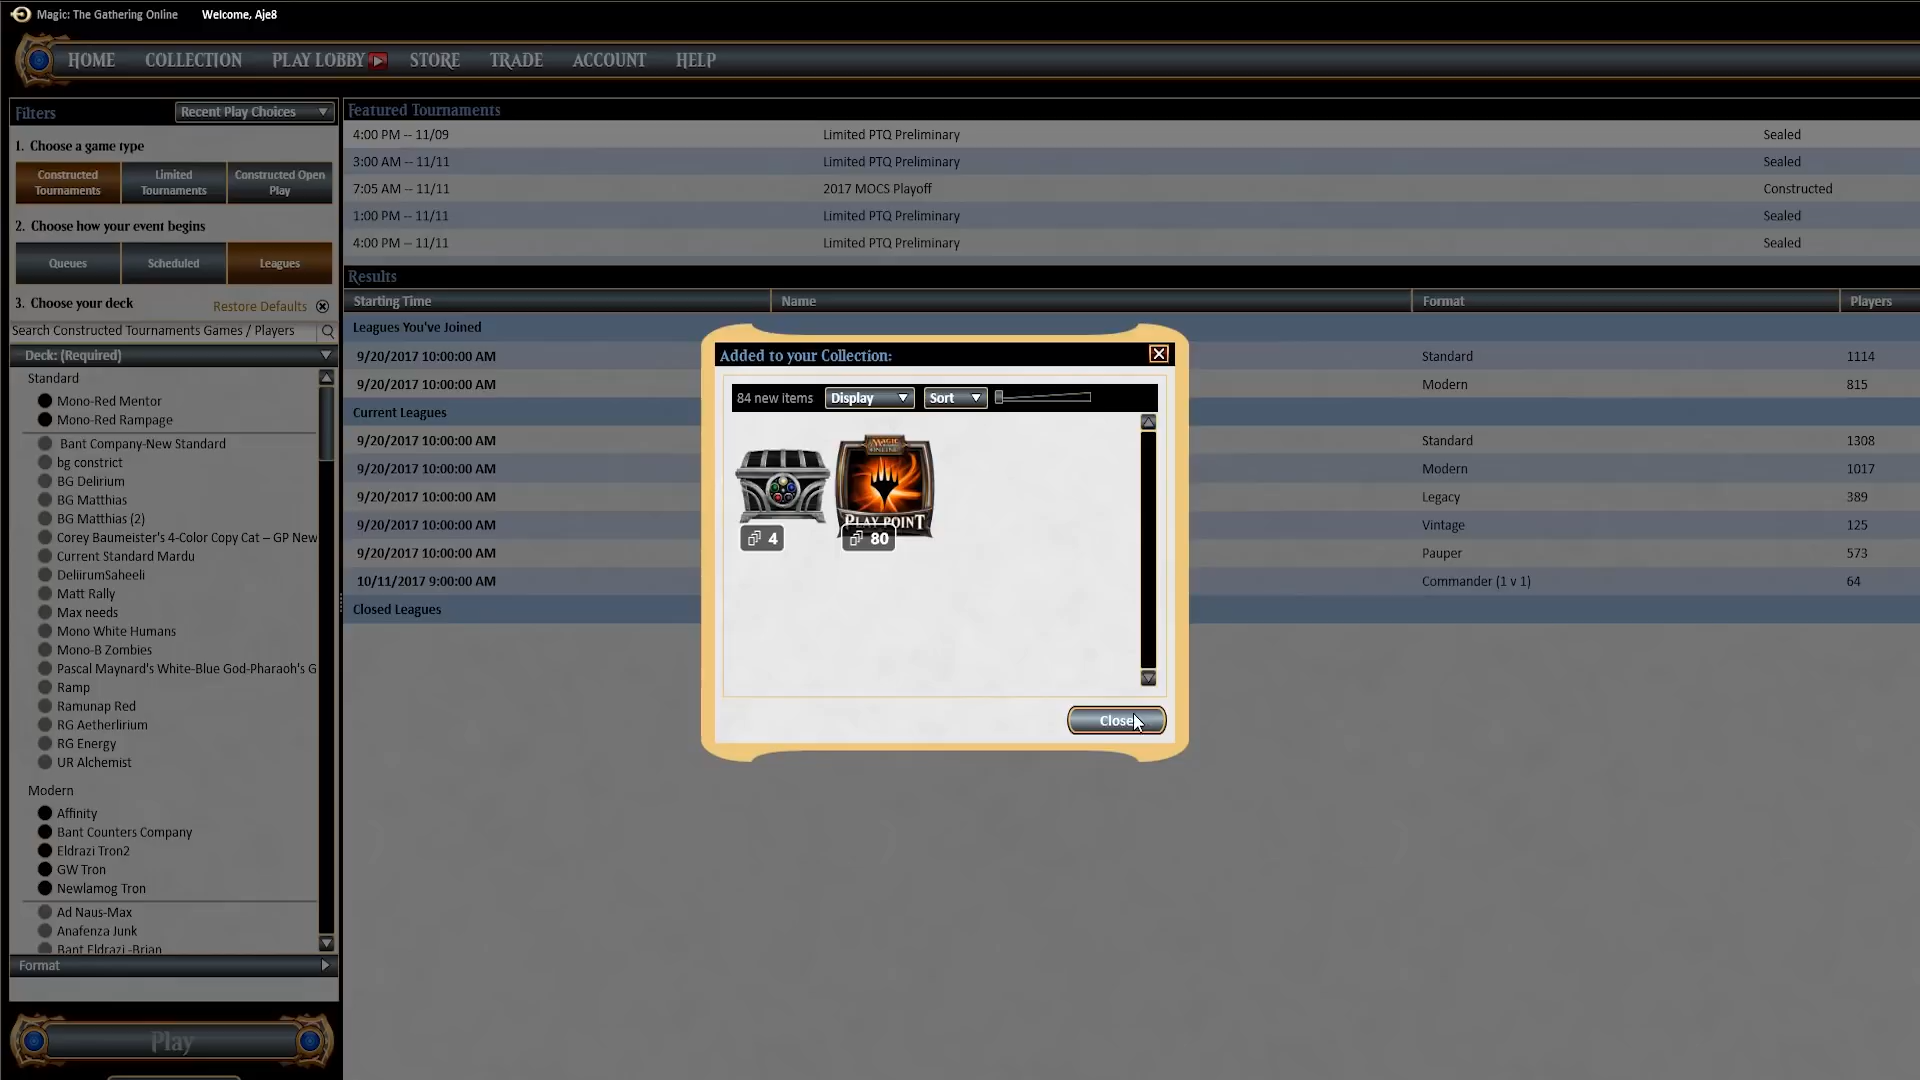 Magic: The Gathering Online Welcome, Aje8
HOME COLLECTION PLAY LOBBY STORE TRADE ACCOUNT HELP
Filters Recent Play Choices
1. Choose a game type
Constructed Tournaments Limited Tournaments Constructed Open Play
2. Choose how your event begins
Queues Scheduled Leagues
3. Choose your deck Restore Defaults
Search Constructed Tournaments Games / Players
Deck: (Required)
Standard
Mono-Red Mentor
Mono-Red Rampage
Bant Company-New Standard
bg constrict
BG Delirium
BG Matthias
BG Matthias (2)
Corey Baumeister's 4-Color Copy Cat – GP New
Current Standard Mardu
DeliirumSaheeli
Matt Rally
Max needs
Mono White Humans
Mono-B Zombies
Pascal Maynard's White-Blue God-Pharaoh's G
Ramp
Ramunap Red
RG Aetherlirium
RG Energy
UR Alchemist
Modern
Affinity
Bant Counters Company
Eldrazi Tron2
GW Tron
Newlamog Tron
Ad Naus-Max
Anafenza Junk
Bant Eldrazi -Brian
Format
Play
Featured Tournaments
4:00 PM -- 11/09 Limited PTQ Preliminary Sealed
3:00 AM -- 11/11 Limited PTQ Preliminary Sealed
7:05 AM -- 11/11 2017 MOCS Playoff Constructed
1:00 PM -- 11/11 Limited PTQ Preliminary Sealed
4:00 PM -- 11/11 Limited PTQ Preliminary Sealed
Results
Starting Time Name Format Players
Leagues You've Joined
9/20/2017 10:00:00 AM Standard 1114
9/20/2017 10:00:00 AM Modern 815
Current Leagues
9/20/2017 10:00:00 AM Standard 1308
9/20/2017 10:00:00 AM Modern 1017
9/20/2017 10:00:00 AM Legacy 389
9/20/2017 10:00:00 AM Vintage 125
9/20/2017 10:00:00 AM Pauper 573
10/11/2017 9:00:00 AM Commander (1 v 1) 64
Closed Leagues
Added to your Collection:
84 new items Display Sort
MAGIC ONLINE
PLAY POINT
4 80
Close